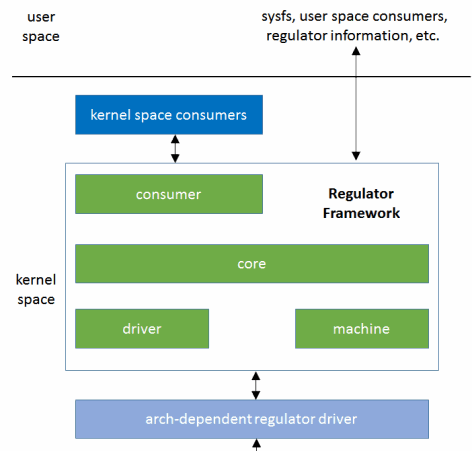 user
space
sysfs, user space consumers,
regulator information, etc.
kernel space consumers
consumer
Regulator
Framework
core
kernel
space
driver
machine
arch-dependent regulator driver